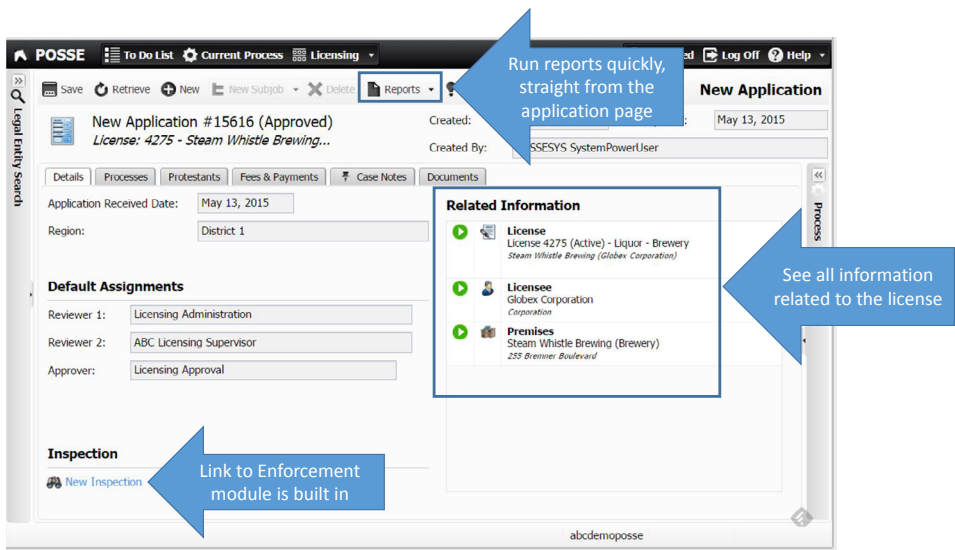 POSSE To Do List Current Process Licensing Log Off Help
Run reports quickly,
straight from the
application page
Save Retrieve New New Subjob Delete Reports New Application
New Application #15616 (Approved)
License: 4275 - Steam Whistle Brewing...
Created: May 13, 2015
Created By: SystemPowerUser
Legal Entity Search
Details Processes Protestants Fees & Payments Case Notes Documents
Application Received Date: May 13, 2015
Region: District 1
Default Assignments
Reviewer 1: Licensing Administration
Reviewer 2: ABC Licensing Supervisor
Approver: Licensing Approval
Related Information
License
License 4275 (Active) - Liquor - Brewery
Steam Whistle Brewing (Globex Corporation)
Licensee
Globex Corporation
Corporation
Premises
Steam Whistle Brewing (Brewery)
255 Bremner Boulevard
Process
See all information
related to the license
Inspection
New Inspection
Link to Enforcement
module is built in
abcdemoposse